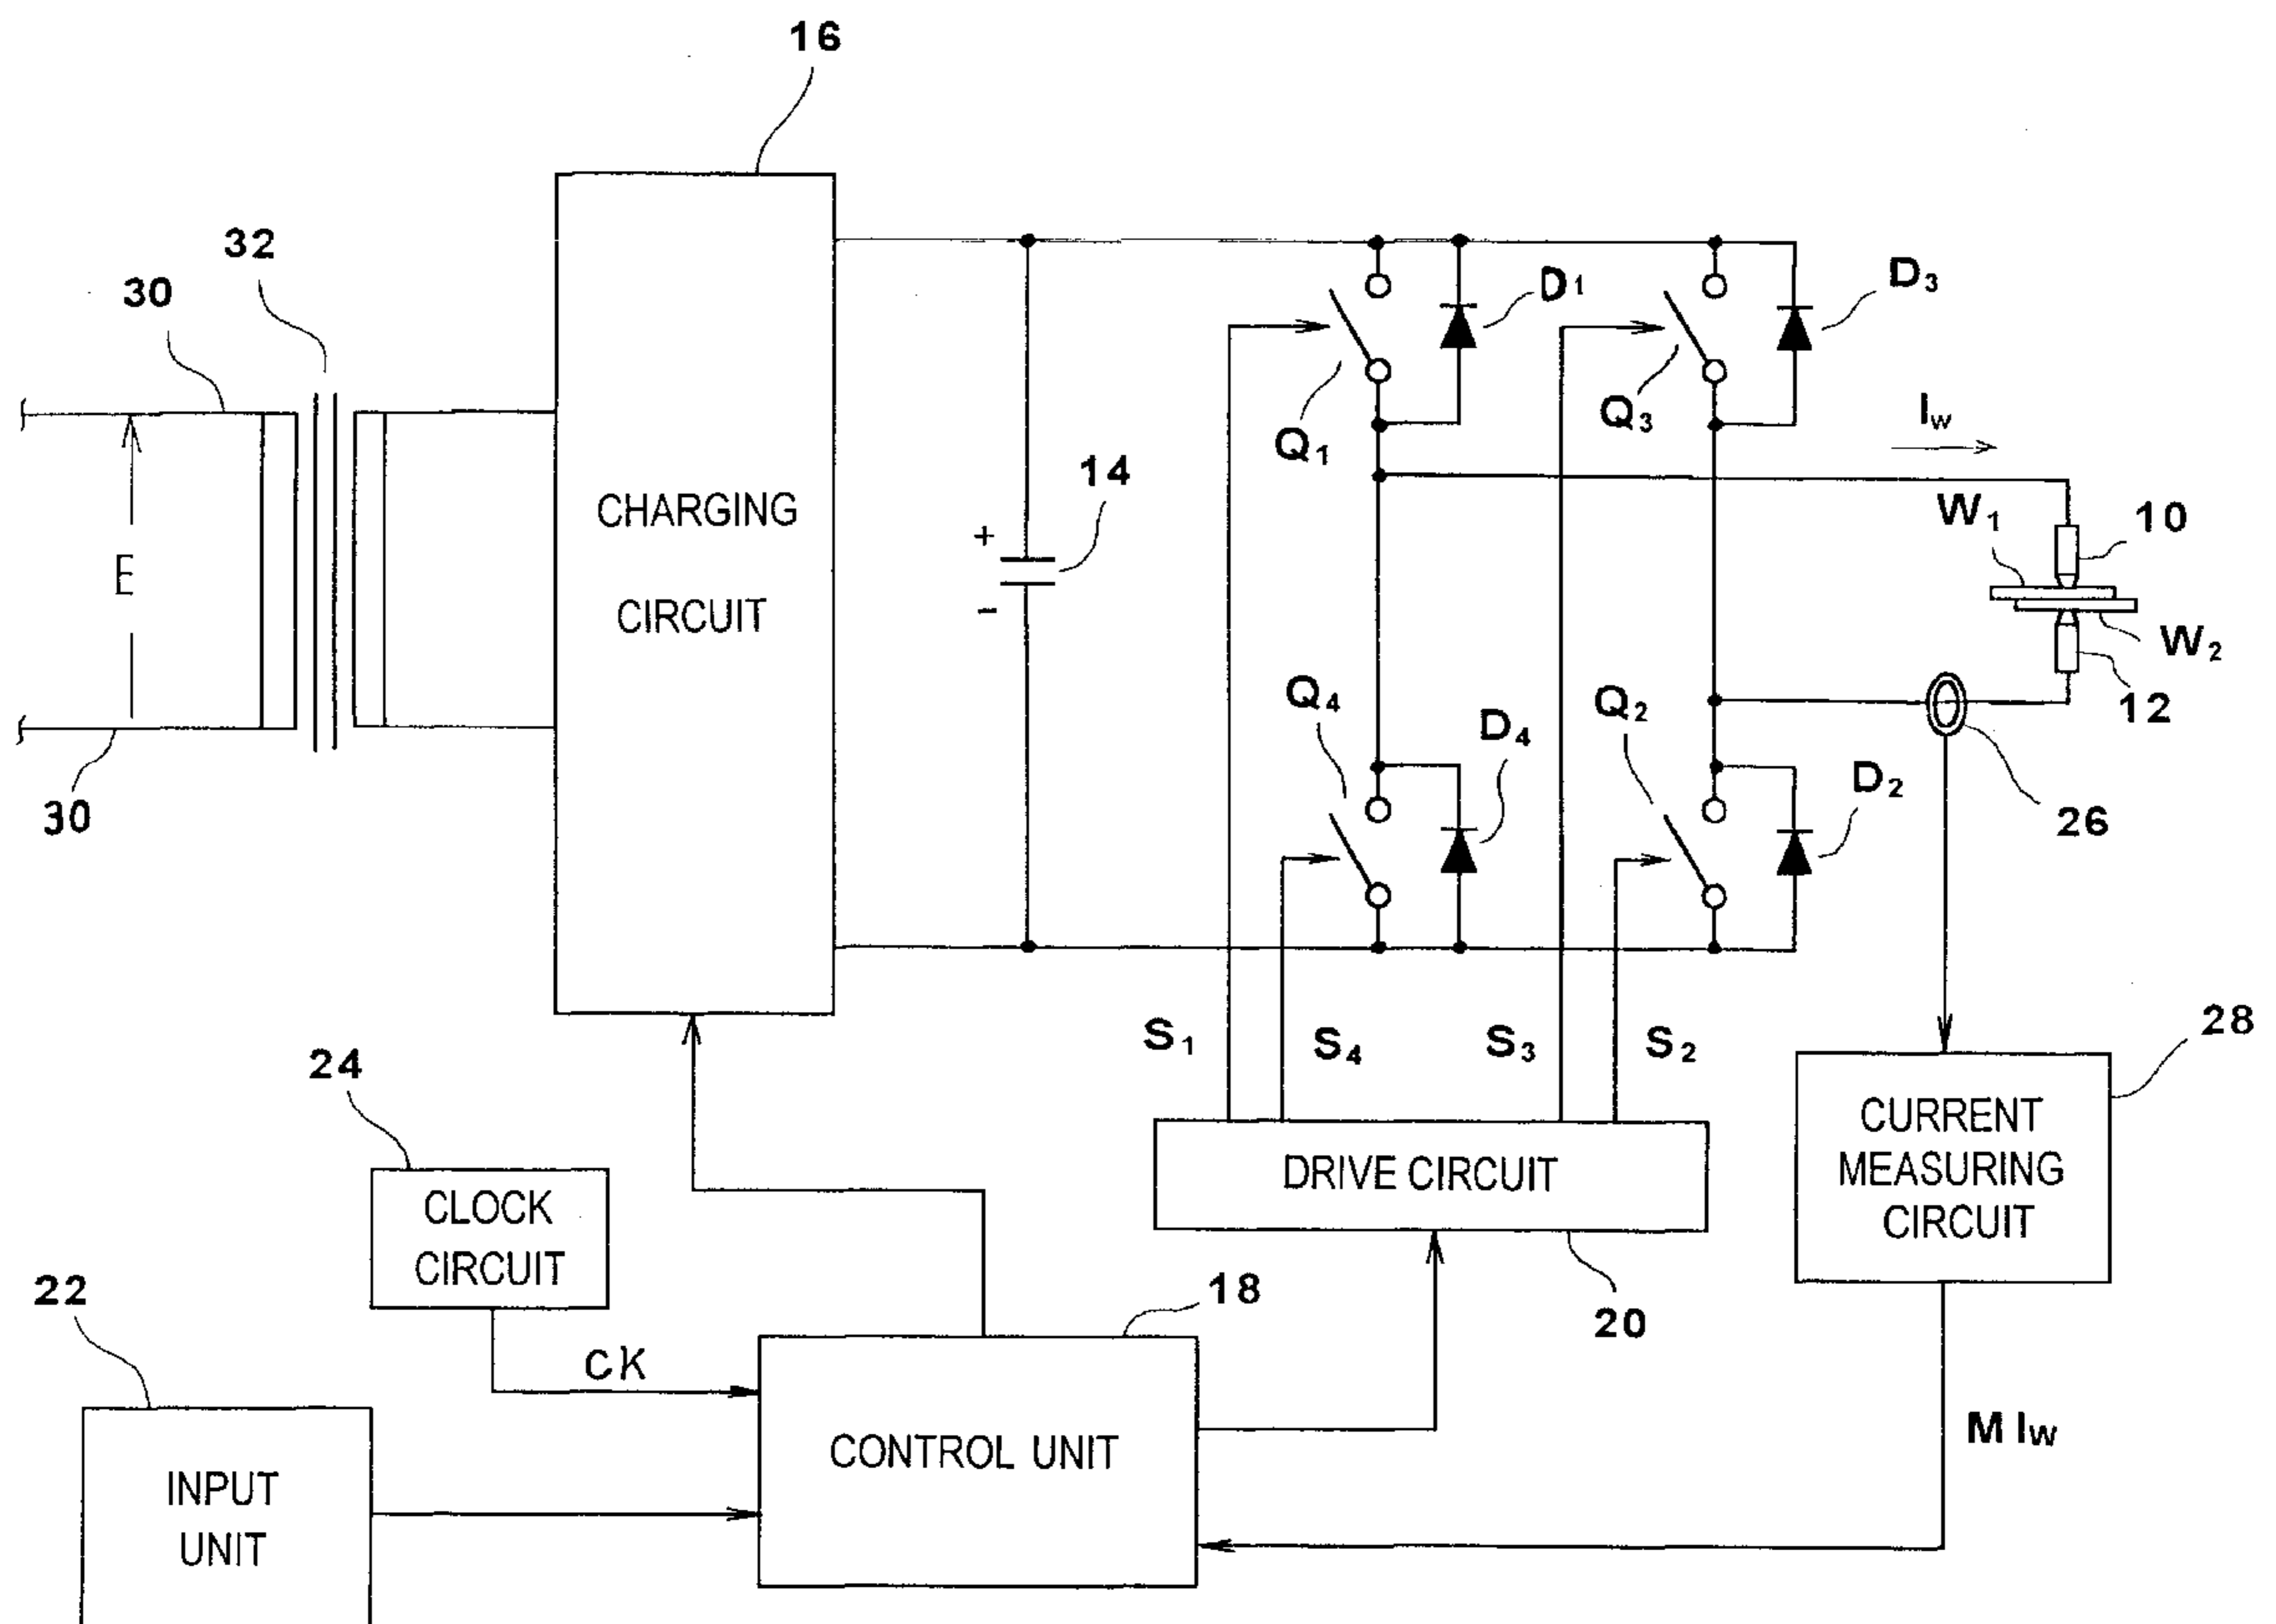 16
32
30
D1
D3
Q1
Q3
Iw
CHARGING
CIRCUIT
14
+
-
E
W1
10
W2
12
Q4
D4
Q2
D2
26
30
S1
S4
S3
S2
28
24
CLOCK
CIRCUIT
DRIVE CIRCUIT
CURRENT
MEASURING
CIRCUIT
22
18
20
CK
CONTROL UNIT
M Iw
INPUT
UNIT